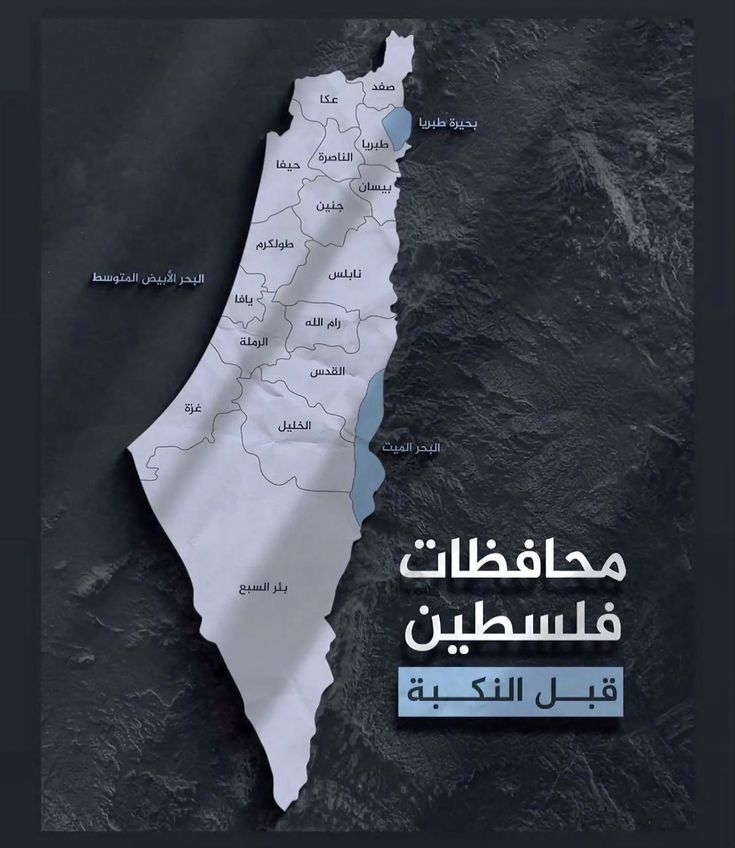 صفد
عكا
بحيرة طبريا
طبريا
الناصرة
حيفا
بيسان
جنين
طولكرم
نابلس
البحر الأبيض المتوسط
يافا
رام الله
الرملة
القدس
غزة
الخليل
البحر الميت
بئر السبع
محافظات
فلسطين
قبل النكبة